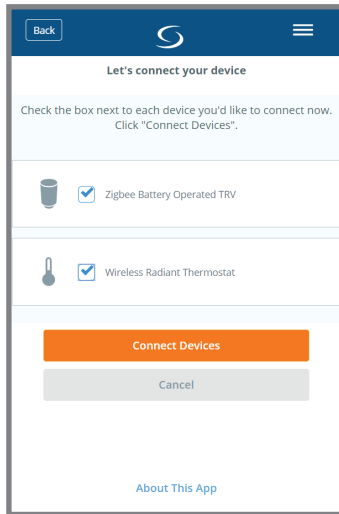 Back
Let's connect your device
Check the box next to each device you'd like to connect now.
Click "Connect Devices".
Zigbee Battery Operated TRV
Wireless Radiant Thermostat
Connect Devices
Cancel
About This App